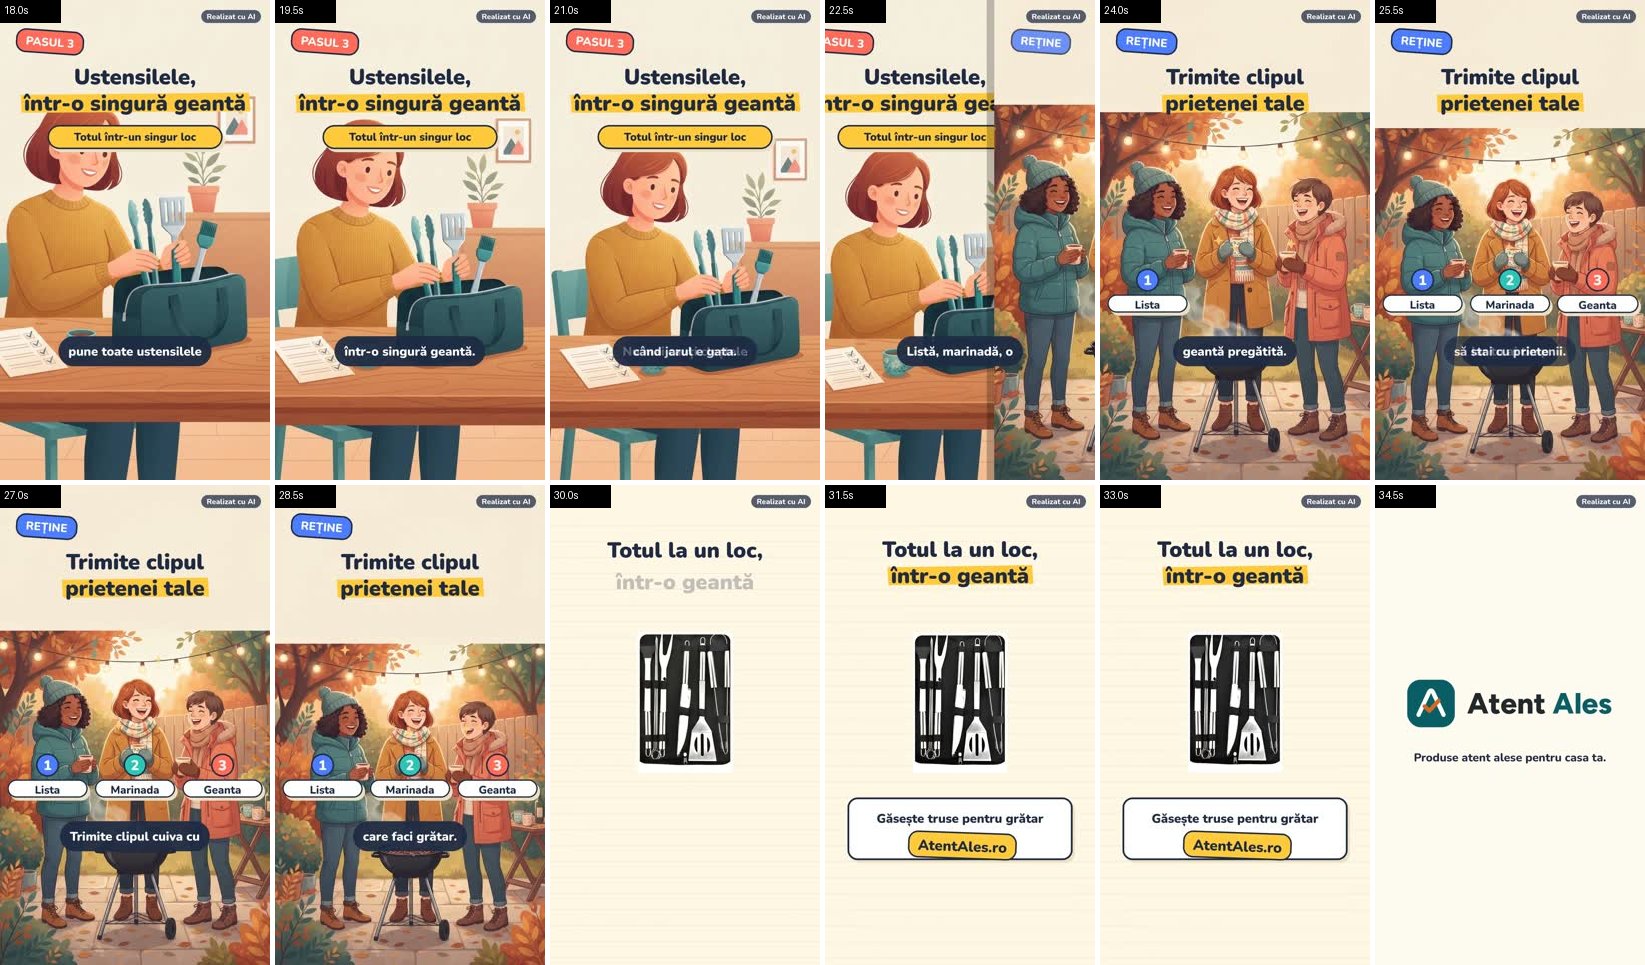 18.0s
Realizat cu AI
PASUL 3
Ustensilele,
într-o singură geantă
Totul într-un singur loc
pune toate ustensilele
19.5s
Realizat cu AI
PASUL 3
Ustensilele,
într-o singură geantă
Totul într-un singur loc
într-o singură geantă.
21.0s
Realizat cu AI
PASUL 3
Ustensilele,
într-o singură geantă
Totul într-un singur loc
când jarul e gata.
22.5s
Realizat cu AI
ASUL 3
REȚINE
Ustensilele,
ntr-o singură gea
Totul într-un singur loc
Listă, marinadă, o
24.0s
Realizat cu AI
REȚINE
Trimite clipul
prietenei tale
1
Lista
geantă pregătită.
25.5s
Realizat cu AI
REȚINE
Trimite clipul
prietenei tale
1 2 3
Lista Marinada Geanta
să stai cu prietenii.
27.0s
Realizat cu AI
REȚINE
Trimite clipul
prietenei tale
1 2 3
Lista Marinada Geanta
Trimite clipul cuiva cu
28.5s
Realizat cu AI
REȚINE
Trimite clipul
prietenei tale
1 2 3
Lista Marinada Geanta
care faci grătar.
30.0s
Realizat cu AI
Totul la un loc,
într-o geantă
31.5s
Realizat cu AI
Totul la un loc,
într-o geantă
Găsește truse pentru grătar
AtentAles.ro
33.0s
Realizat cu AI
Totul la un loc,
într-o geantă
Găsește truse pentru grătar
AtentAles.ro
34.5s
Realizat cu AI
Atent Ales
Produse atent alese pentru casa ta.